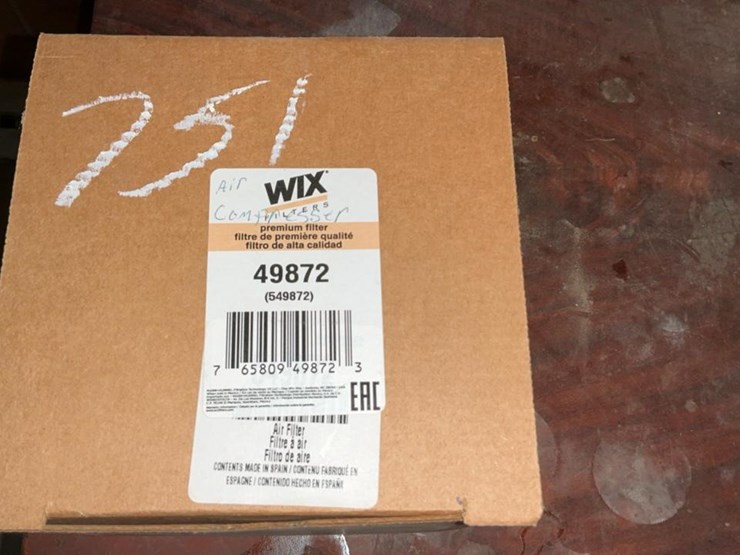 751
Air
WIX
Compresser
FILTERS
premium filter
filtre de première qualité
filtro de alta calidad
49872
(549872)
7 65809 49872 3
EAC
Air Filter
Filtre à air
Filtro de aire
CONTENTS MADE IN SPAIN / CONTENU FABRIQUÉ EN
ESPAGNE / CONTENIDO HECHO EN ESPAÑA